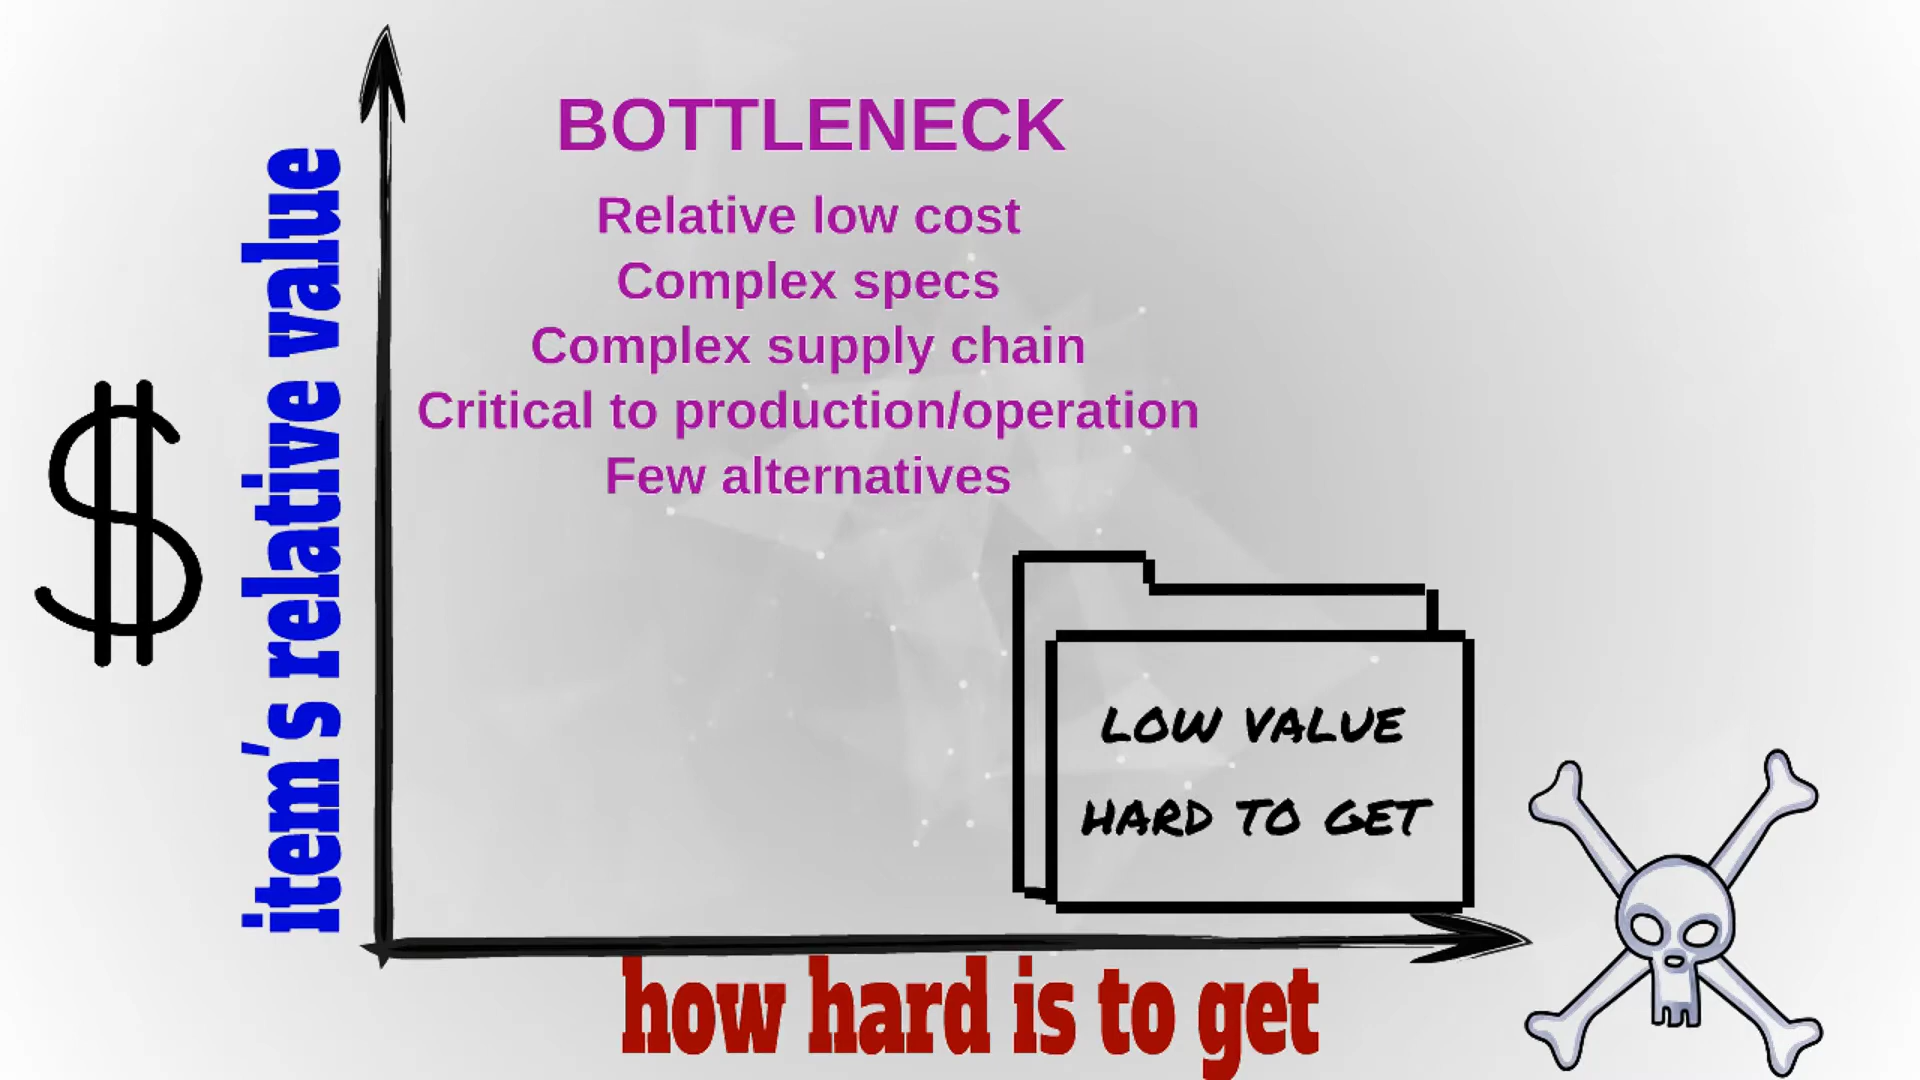 BOTTLENECK
Relative low cost
Complex specs
Complex supply chain
Critical to production/operation
Few alternatives
$
item's relative value
LOW VALUE
HARD TO GET
how hard is to get